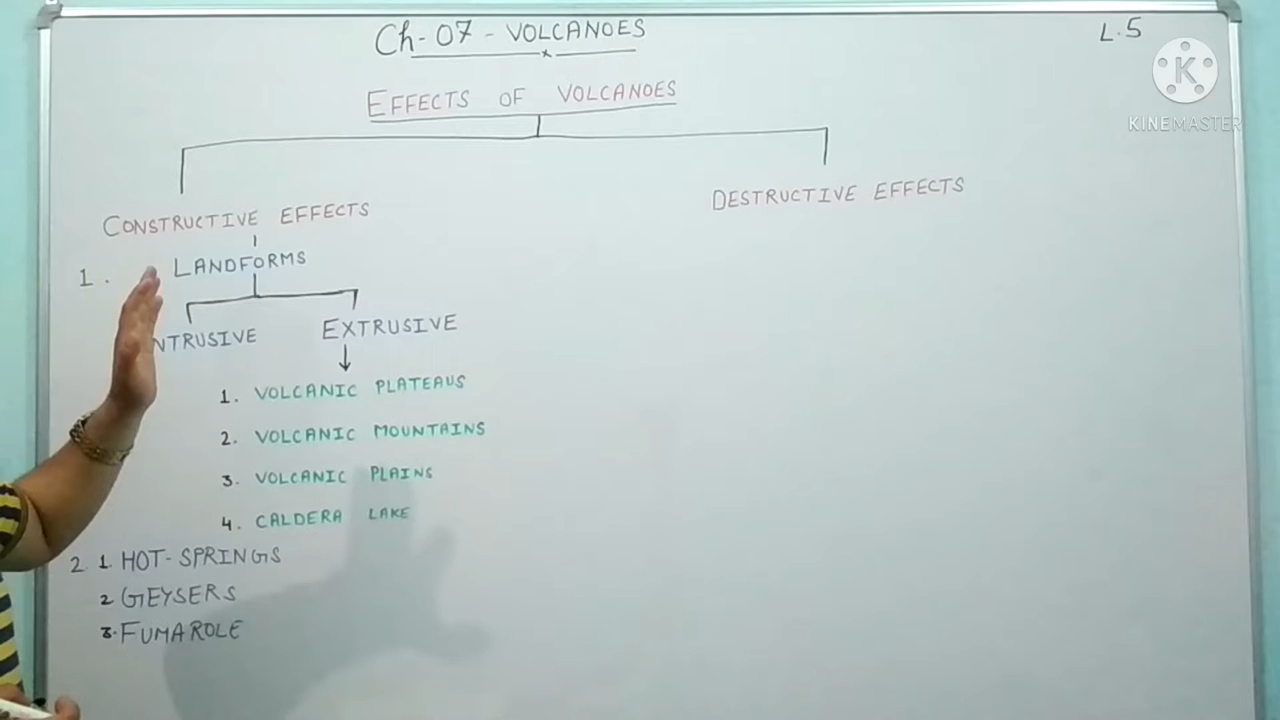 Ch-07-VOLCANOES
L.5
K
KINEMASTER
EFFECTS OF VOLCANOES
CONSTRUCTIVE EFFECTS
DESTRUCTIVE EFFECTS
1. LANDFORMS
NTRUSIVE EXTRUSIVE
1. VOLCANIC PLATEAUS
2. VOLCANIC MOUNTAINS
3. VOLCANIC PLAINS
4. CALDERA LAKE
2 1. HOT-SPRINGS
2 GEYSERS
3. FUMAROLE